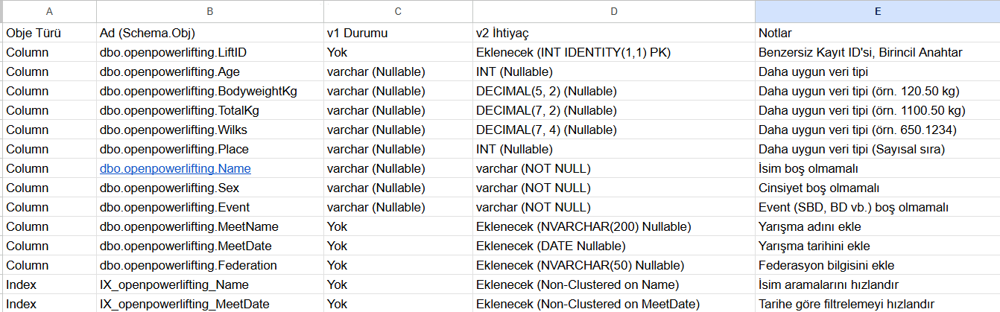 A B C D E
Obje Türü Ad (Schema.Obj) v1 Durumu v2 İhtiyaç Notlar
Column dbo.openpowerlifting.LiftID Yok Eklenecek (INT IDENTITY(1,1) PK) Benzersiz Kayıt ID'si, Birincil Anahtar
Column dbo.openpowerlifting.Age varchar (Nullable) INT (Nullable) Daha uygun veri tipi
Column dbo.openpowerlifting.BodyweightKg varchar (Nullable) DECIMAL(5, 2) (Nullable) Daha uygun veri tipi (örn. 120.50 kg)
Column dbo.openpowerlifting.TotalKg varchar (Nullable) DECIMAL(7, 2) (Nullable) Daha uygun veri tipi (örn. 1100.50 kg)
Column dbo.openpowerlifting.Wilks varchar (Nullable) DECIMAL(7, 4) (Nullable) Daha uygun veri tipi (örn. 650.1234)
Column dbo.openpowerlifting.Place varchar (Nullable) INT (Nullable) Daha uygun veri tipi (Sayısal sıra)
Column dbo.openpowerlifting.Name varchar (Nullable) varchar (NOT NULL) İsim boş olmamalı
Column dbo.openpowerlifting.Sex varchar (Nullable) varchar (NOT NULL) Cinsiyet boş olmamalı
Column dbo.openpowerlifting.Event varchar (Nullable) varchar (NOT NULL) Event (SBD, BD vb.) boş olmamalı
Column dbo.openpowerlifting.MeetName Yok Eklenecek (NVARCHAR(200) Nullable) Yarışma adını ekle
Column dbo.openpowerlifting.MeetDate Yok Eklenecek (DATE Nullable) Yarışma tarihini ekle
Column dbo.openpowerlifting.Federation Yok Eklenecek (NVARCHAR(50) Nullable) Federasyon bilgisini ekle
Index IX_openpowerlifting_Name Yok Eklenecek (Non-Clustered on Name) İsim aramalarını hızlandır
Index IX_openpowerlifting_MeetDate Yok Eklenecek (Non-Clustered on MeetDate) Tarihe göre filtrelemeyi hızlandır